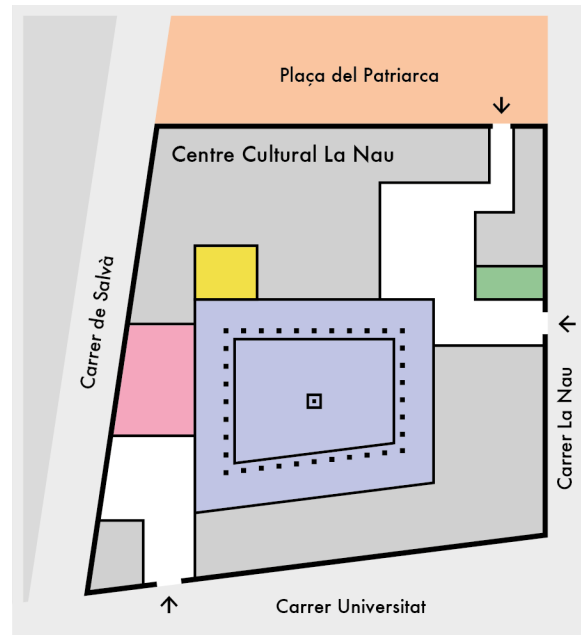 Plaça del Patriarca
Centre Cultural La Nau
Carrer de Salvà
Carrer La Nau
Carrer Universitat